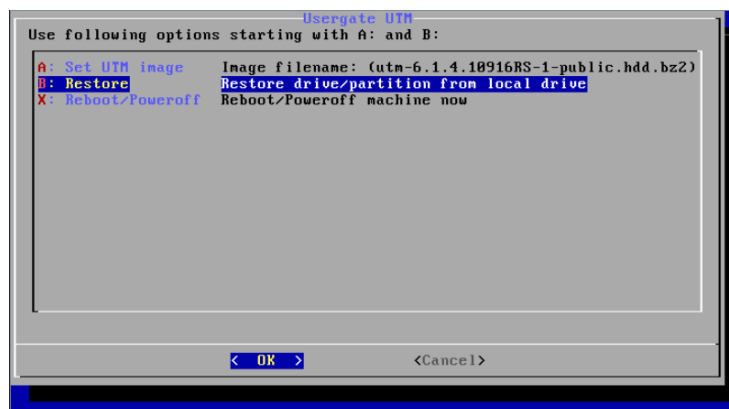 Usergate UTM
Use following options starting with A: and B:
A: Set UTM image Image filename: (utm-6.1.4.10916RS-1-public.hdd.bz2)
B: Restore Restore drive/partition from local drive
X: Reboot/Poweroff Reboot/Poweroff machine now
< OK > <Cancel>